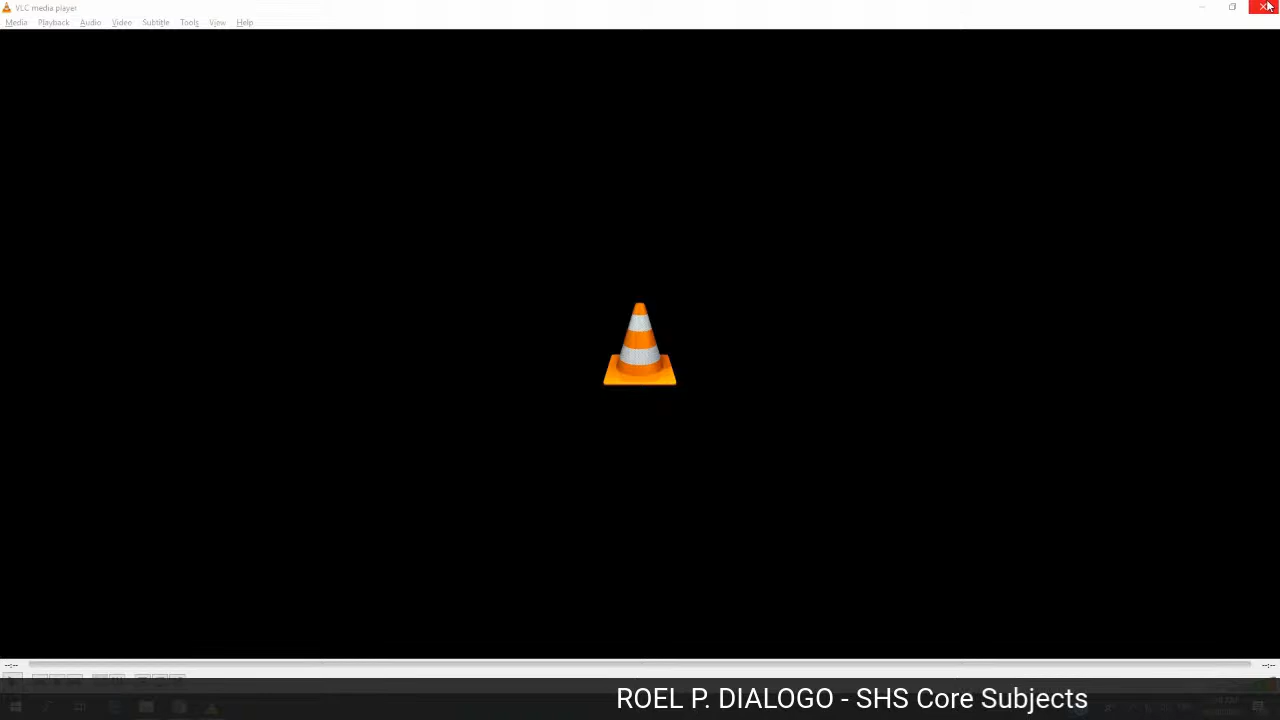 VLC media player
Media Playback Audio Video Subtitle Tools View Help
--:-- --:--
ROEL P. DIALOGO - SHS Core Subjects